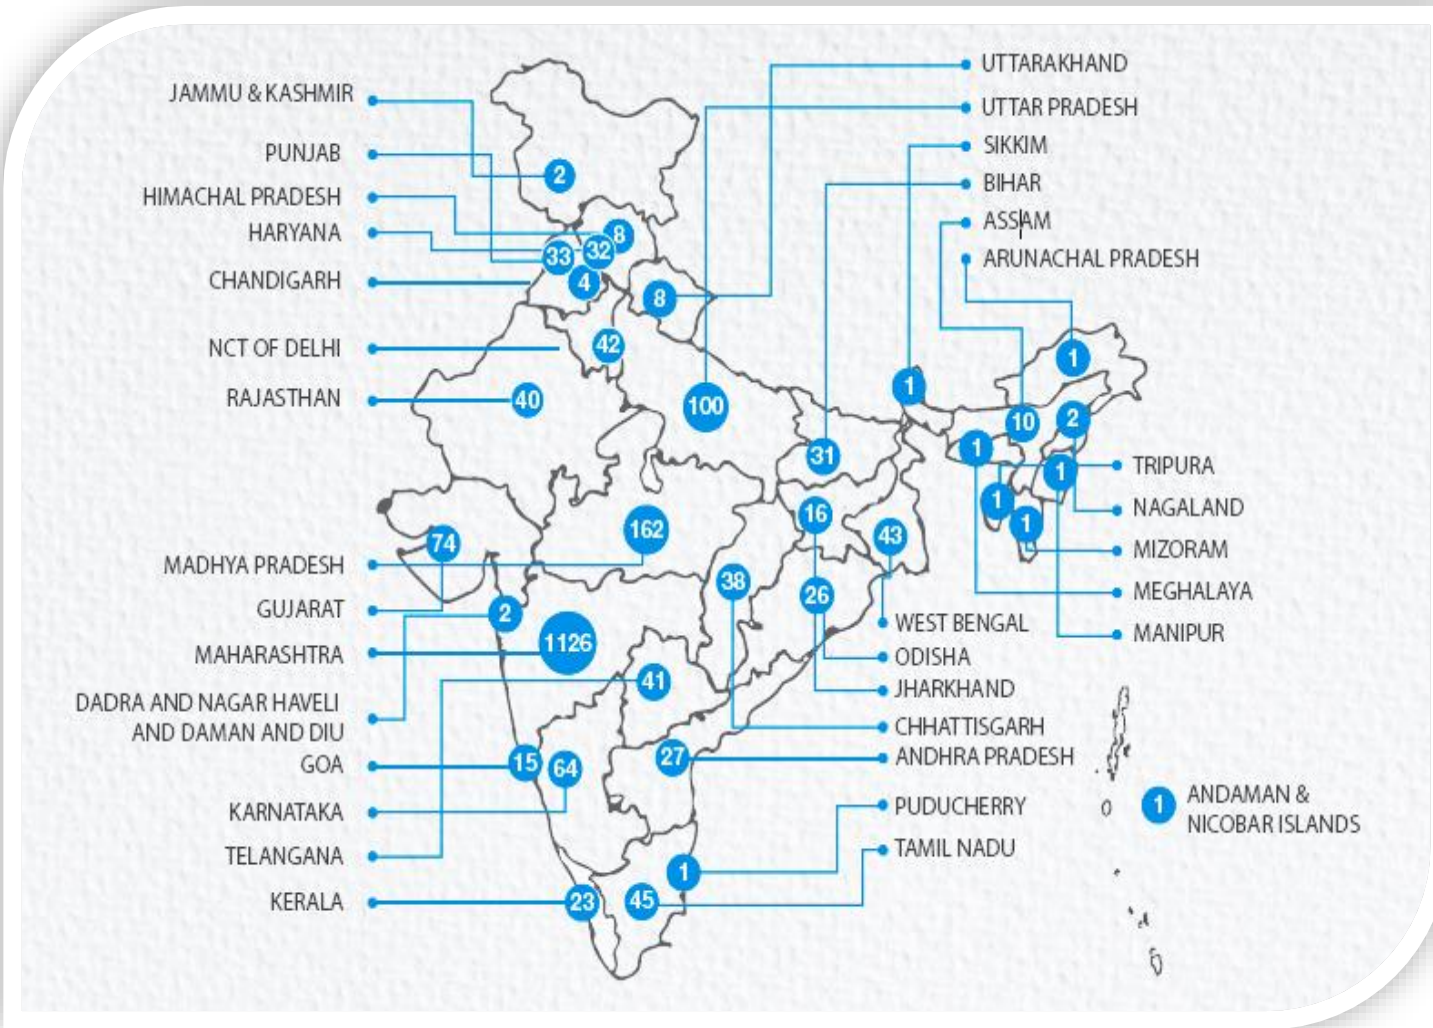 JAMMU & KASHMIR
PUNJAB
HIMACHAL PRADESH
HARYANA
CHANDIGARH
NCT OF DELHI
RAJASTHAN
MADHYA PRADESH
GUJARAT
MAHARASHTRA
DADRA AND NAGAR HAVELI
AND DAMAN AND DIU
GOA
KARNATAKA
TELANGANA
KERALA
2
8
32
33
4
8
42
40
100
1
1
10
2
1
31
1
1
1
16
162
43
74
38
26
2
1126
41
27
15
64
1
45
23
UTTARAKHAND
UTTAR PRADESH
SIKKIM
BIHAR
ASSAM
ARUNACHAL PRADESH
TRIPURA
NAGALAND
MIZORAM
MEGHALAYA
MANIPUR
WEST BENGAL
ODISHA
JHARKHAND
CHHATTISGARH
ANDHRA PRADESH
PUDUCHERRY
TAMIL NADU
1
ANDAMAN &
NICOBAR ISLANDS